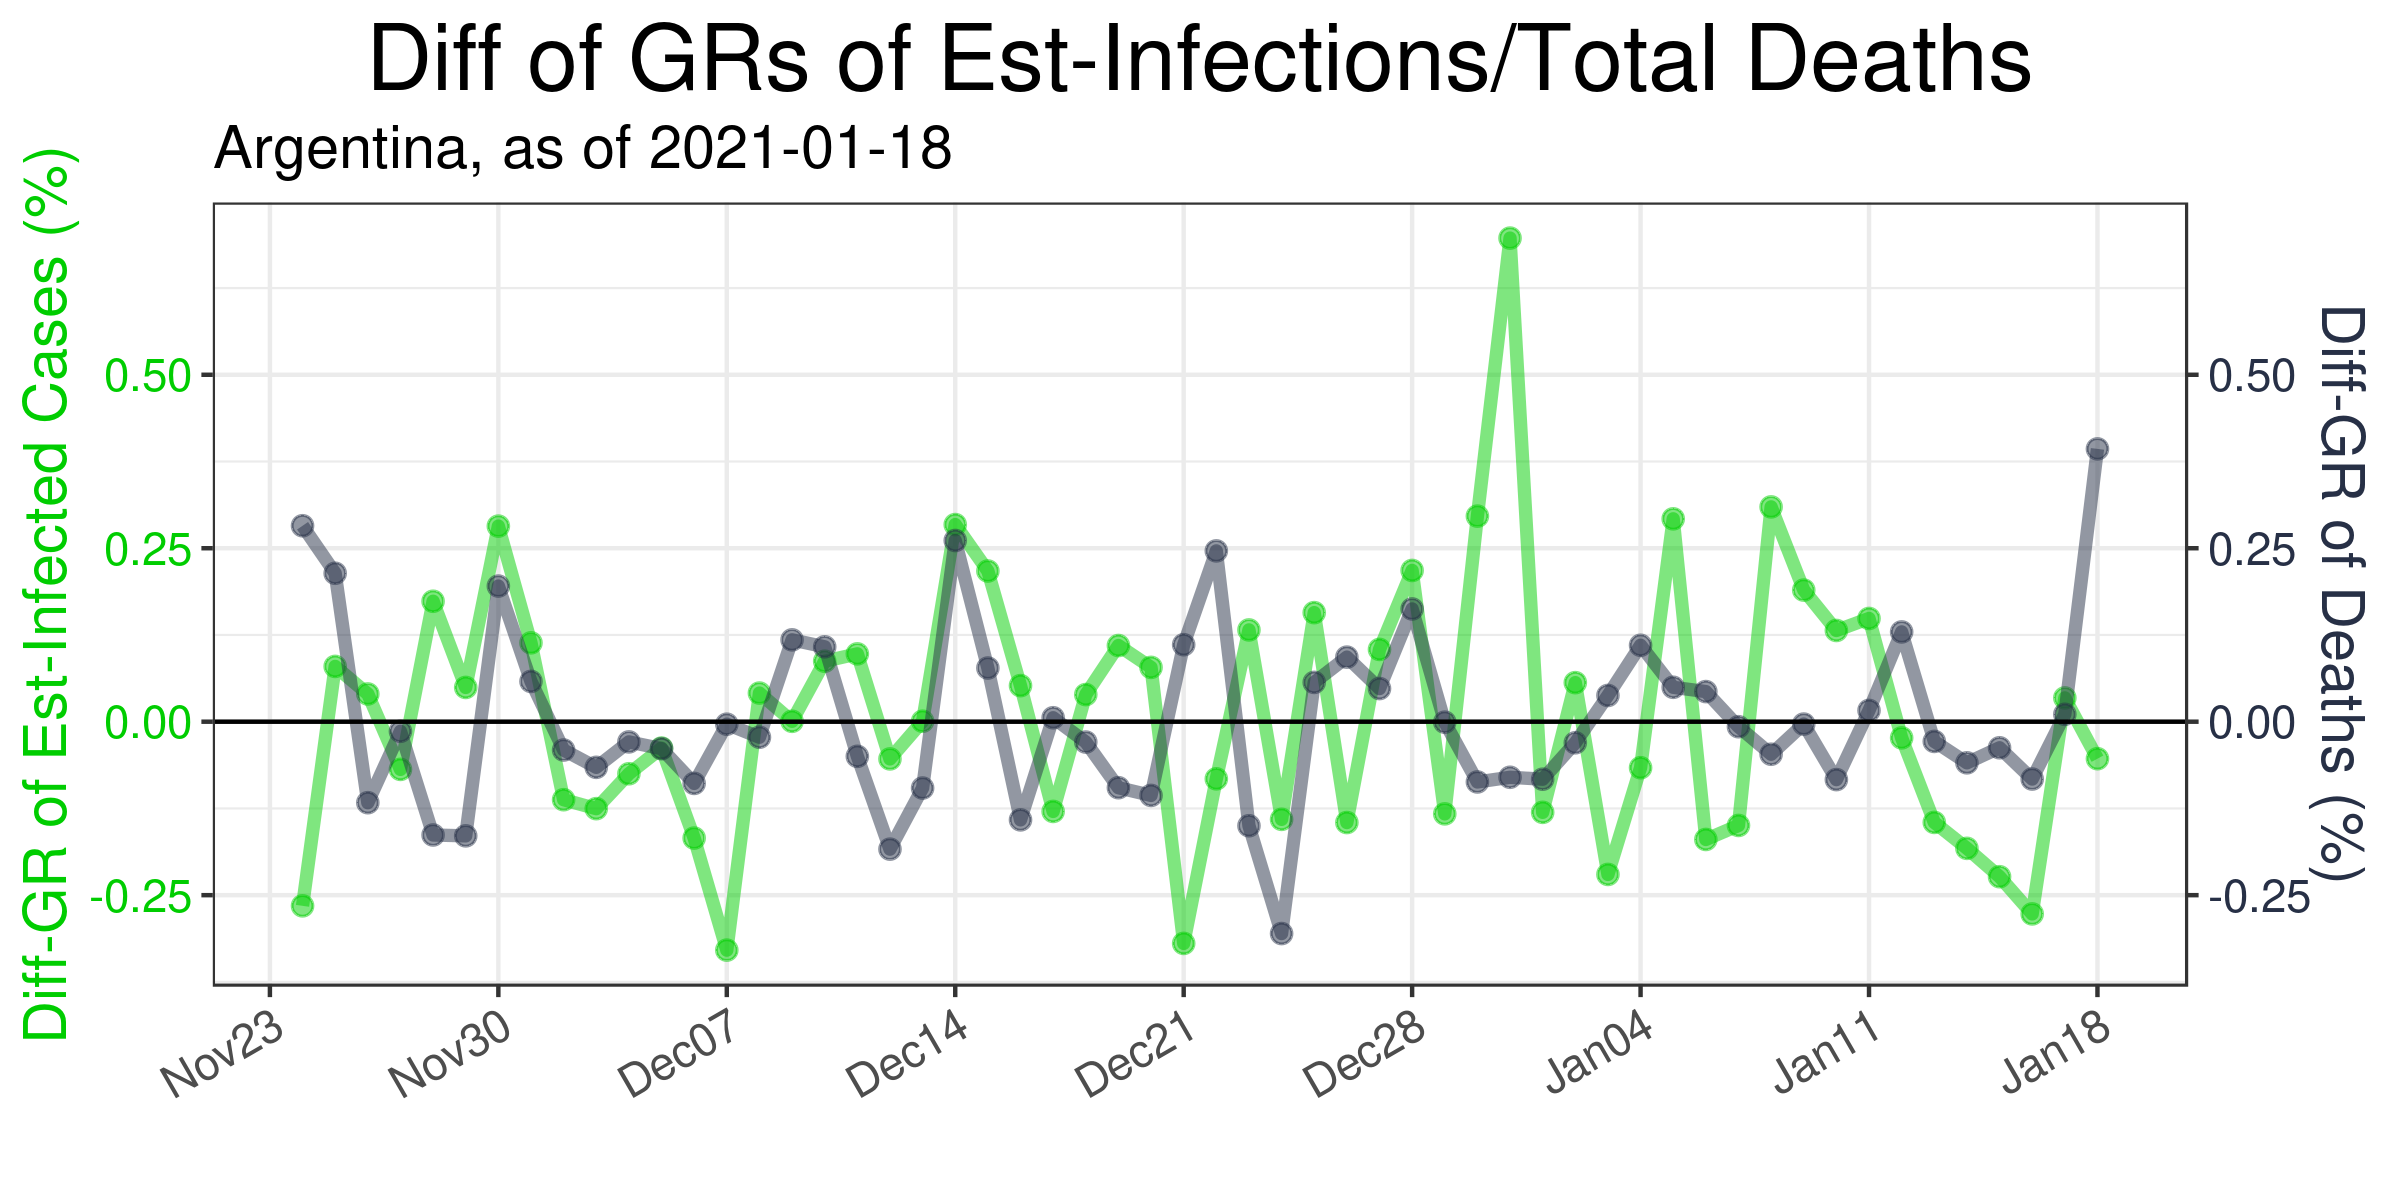 Diff of GRs of Est-Infections/Total Deaths
Argentina, as of 2021-01-18
Diff-GR of Est-Infected Cases (%)
0.50
0.25
0.00
-0.25
0.50
0.25
0.00
-0.25
Diff-GR of Deaths (%)
Nov23
Nov30
Dec07
Dec14
Dec21
Dec28
Jan04
Jan11
Jan18